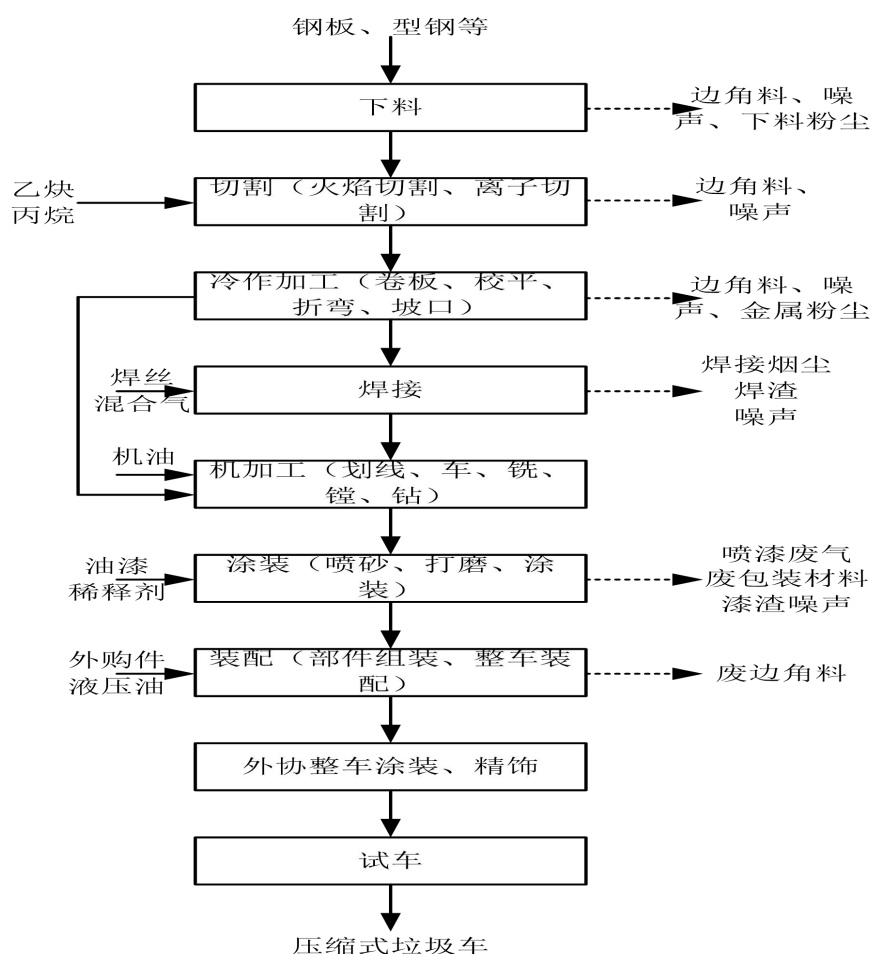 钢板、型钢等
下料
边角料、噪
声、下料粉尘
乙炔
丙烷
切割（火焰切割、离子切
割）
边角料、
噪声
冷作加工（卷板、校平、
折弯、坡口）
边角料、噪
声、金属粉尘
焊丝
混合气
焊接
焊接烟尘
焊渣
噪声
机油
机加工（划线、车、铣、
镗、钻）
油漆
稀释剂
涂装（喷砂、打磨、涂
装）
喷漆废气
废包装材料
漆渣噪声
外购件
液压油
装配（部件组装、整车装
配）
废边角料
外协整车涂装、精饰
试车
压缩式垃圾车